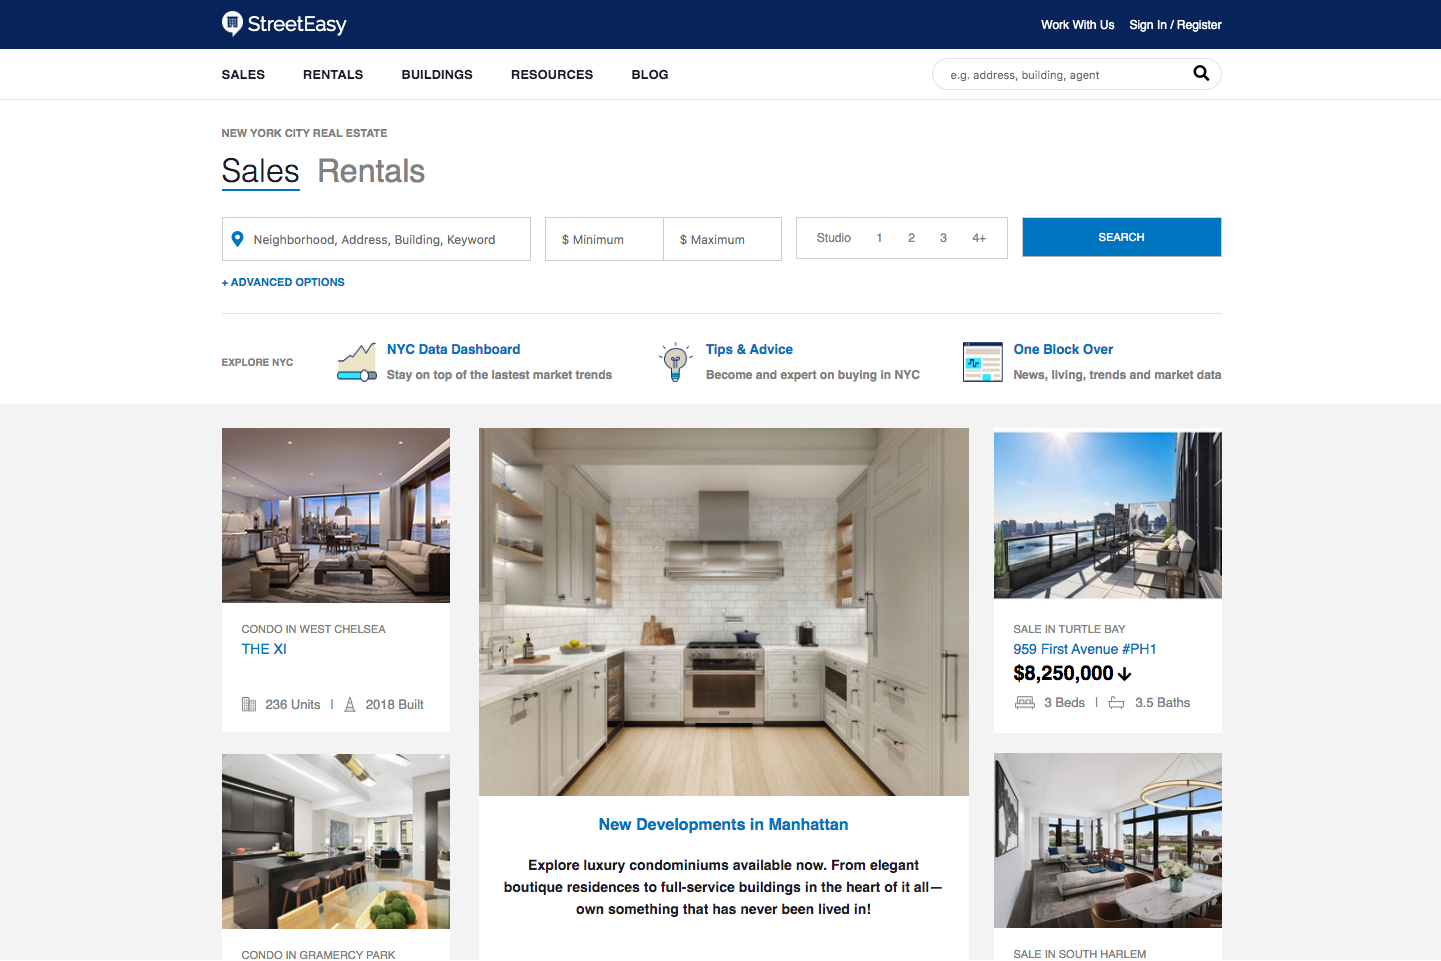 StreetEasy
Work With Us
Sign In / Register
SALES
RENTALS
BUILDINGS
RESOURCES
BLOG
e.g. address, building, agent
NEW YORK CITY REAL ESTATE
Sales
Rentals
Neighborhood, Address, Building, Keyword
$ Minimum
$ Maximum
Studio
1
2
3
4+
SEARCH
+ ADVANCED OPTIONS
EXPLORE NYC
NYC Data Dashboard
Stay on top of the lastest market trends
Tips & Advice
Become and expert on buying in NYC
One Block Over
News, living, trends and market data
CONDO IN WEST CHELSEA
THE XI
236 Units | 2018 Built
CONDO IN GRAMERCY PARK
New Developments in Manhattan
Explore luxury condominiums available now. From elegant
boutique residences to full-service buildings in the heart of it all—
own something that has never been lived in!
SALE IN TURTLE BAY
959 First Avenue #PH1
$8,250,000
3 Beds | 3.5 Baths
SALE IN SOUTH HARLEM